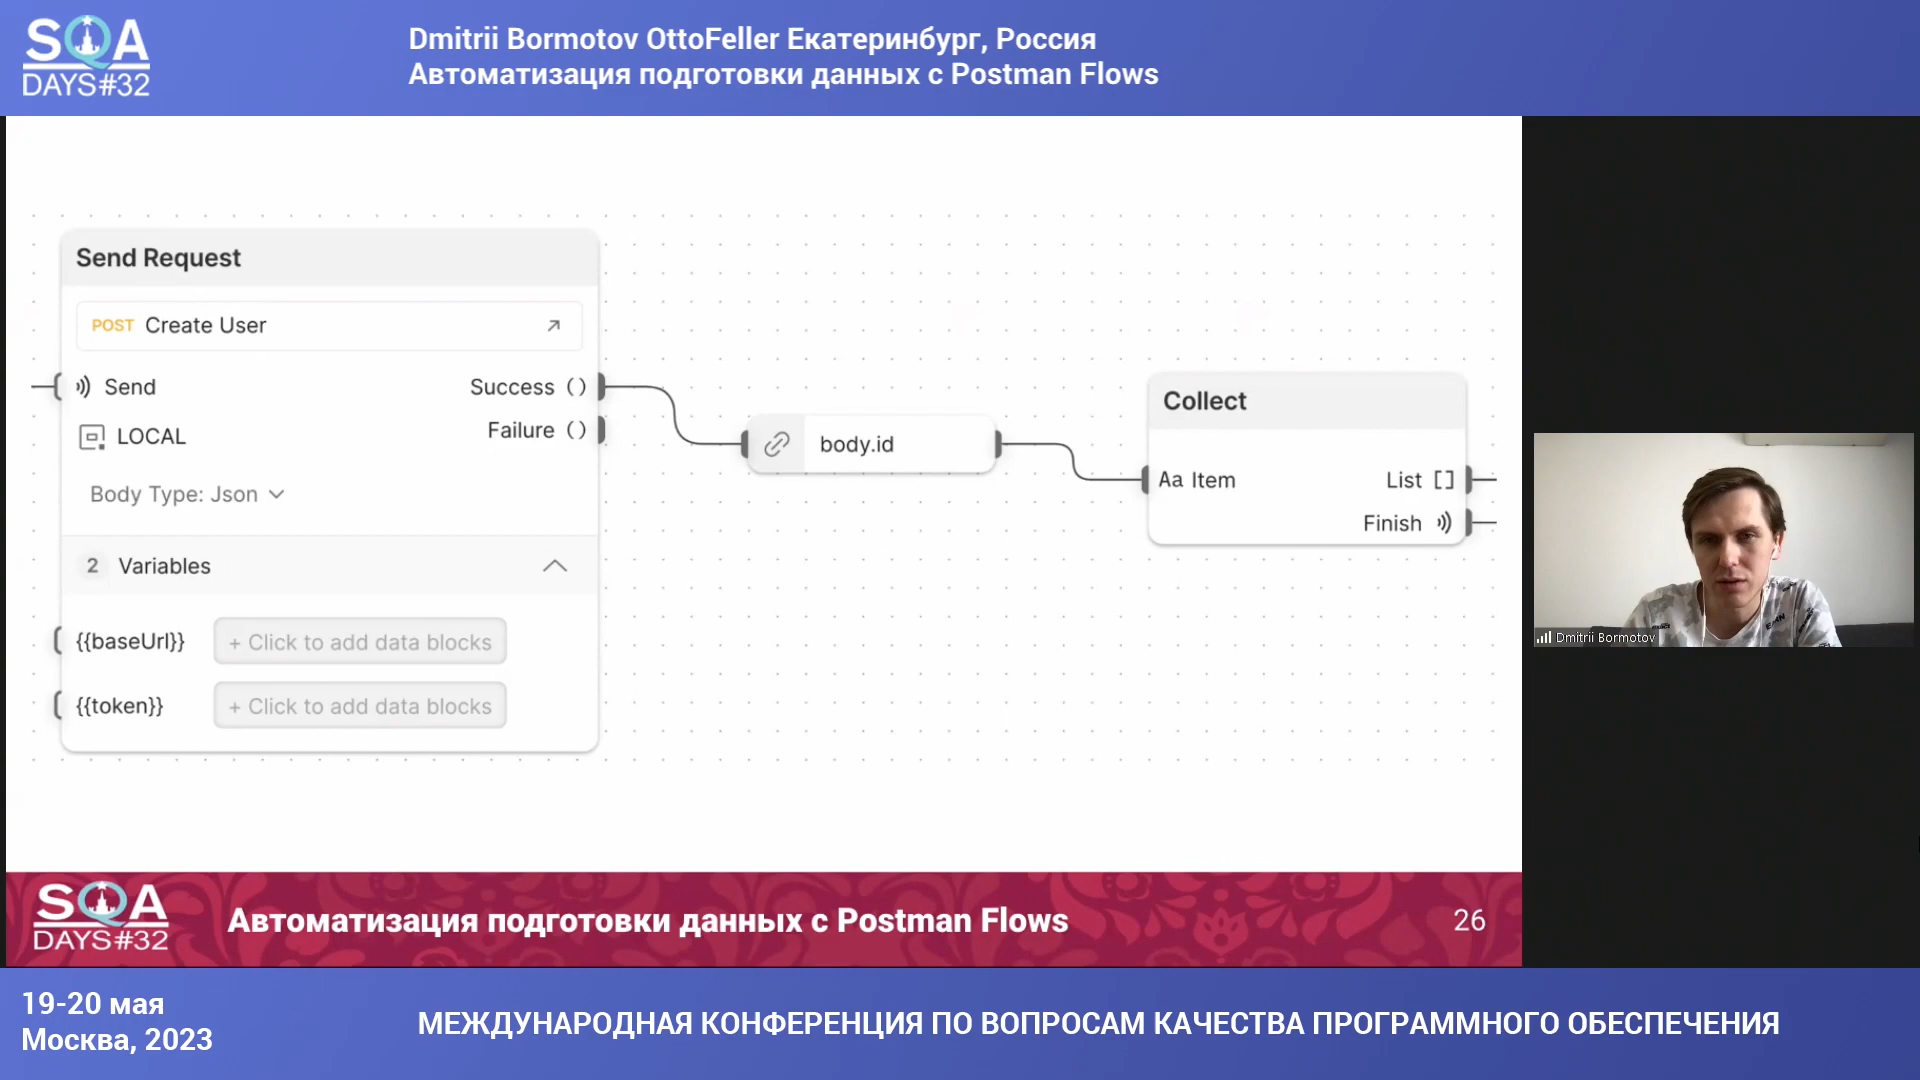 SQA
DAYS#32
Dmitrii Bormotov OttoFeller Екатеринбург, Россия
Автоматизация подготовки данных с Postman Flows
Send Request
POST Create User
Send
Success ()
LOCAL
Failure ()
Body Type: Json
2 Variables
{{baseUrl}} + Click to add data blocks
{{token}} + Click to add data blocks
body.id
Collect
Aa Item
List []
Finish
Dmitrii Bormotov
SQA
DAYS#32
Автоматизация подготовки данных с Postman Flows
26
19-20 мая
Москва, 2023
МЕЖДУНАРОДНАЯ КОНФЕРЕНЦИЯ ПО ВОПРОСАМ КАЧЕСТВА ПРОГРАММНОГО ОБЕСПЕЧЕНИЯ